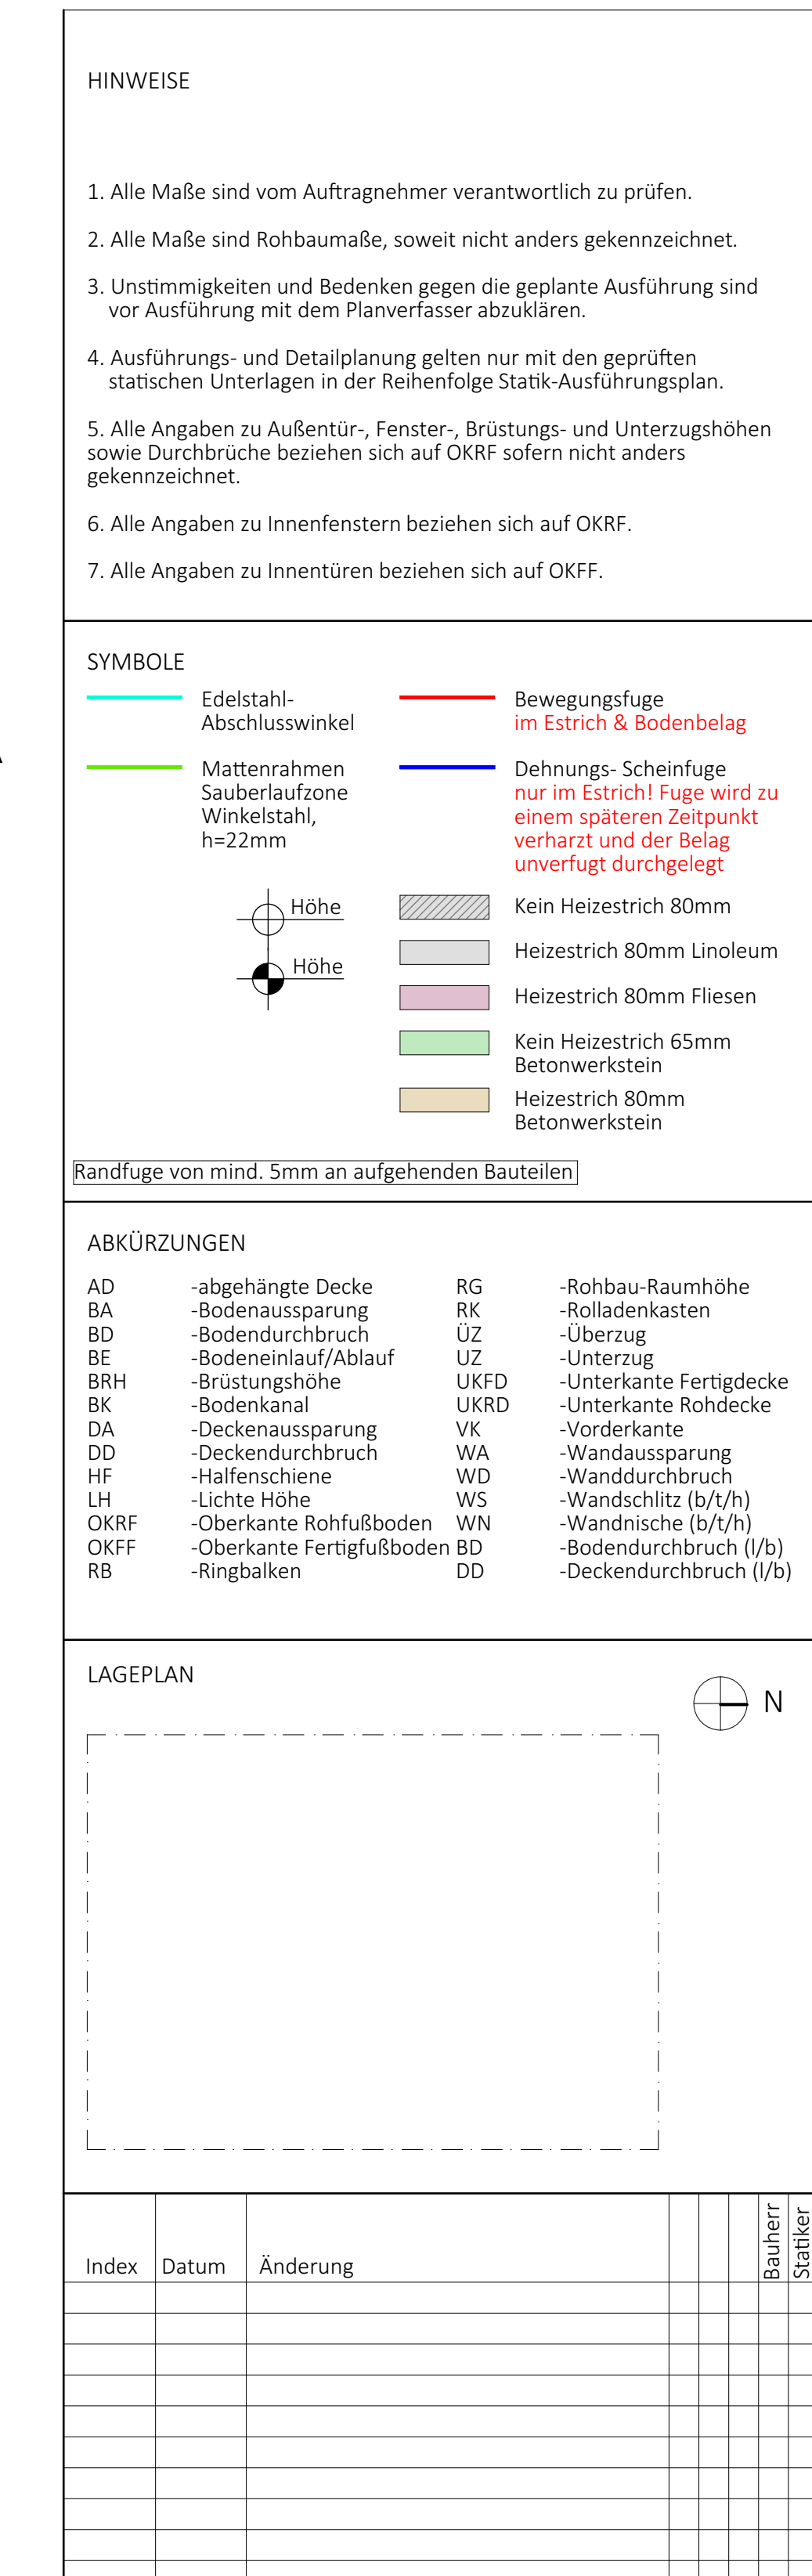 HINWEISE
1. Alle Maße sind vom Auftragnehmer verantwortlich zu prüfen.
2. Alle Maße sind Rohbaumaße, soweit nicht anders gekennzeichnet.
3. Unstimmigkeiten und Bedenken gegen die geplante Ausführung sind
vor Ausführung mit dem Planverfasser abzuklären.
4. Ausführungs- und Detailplanung gelten nur mit den geprüften
statischen Unterlagen in der Reihenfolge Statik-Ausführungsplan.
5. Alle Angaben zu Außentür-, Fenster-, Brüstungs- und Unterzugshöhen
sowie Durchbrüche beziehen sich auf OKRF sofern nicht anders
gekennzeichnet.
6. Alle Angaben zu Innenfenstern beziehen sich auf OKRF.
7. Alle Angaben zu Innentüren beziehen sich auf OKFF.
SYMBOLE
Edelstahl-
Abschlusswinkel
Bewegungsfuge
im Estrich & Bodenbelag
Mattenrahmen
Sauberlaufzone
Winkelstahl,
h=22mm
Dehnungs- Scheinfuge
nur im Estrich! Fuge wird zu
einem späteren Zeitpunkt
verharzt und der Belag
unverfugt durchgelegt
Höhe
Höhe
Kein Heizestrich 80mm
Heizestrich 80mm Linoleum
Heizestrich 80mm Fliesen
Kein Heizestrich 65mm
Betonwerkstein
Heizestrich 80mm
Betonwerkstein
Randfuge von mind. 5mm an aufgehenden Bauteilen
ABKÜRZUNGEN
AD -abgehängte Decke RG -Rohbau-Raumhöhe
BA -Bodenaussparung RK -Rolladenkasten
BD -Bodendurchbruch ÜZ -Überzug
BE -Bodeneinlauf/Ablauf UZ -Unterzug
BRH -Brüstungshöhe UKFD -Unterkante Fertigdecke
BK -Bodenkanal UKRD -Unterkante Rohdecke
DA -Deckenaussparung VK -Vorderkante
DD -Deckendurchbruch WA -Wandaussparung
HF -Halfenschiene WD -Wanddurchbruch
LH -Lichte Höhe WS -Wandschlitz (b/t/h)
OKRF -Oberkante Rohfußboden WN -Wandnische (b/t/h)
OKFF -Oberkante Fertigfußboden BD -Bodendurchbruch (l/b)
RB -Ringbalken DD -Deckendurchbruch (l/b)
LAGEPLAN
N
Index Datum Änderung Bauherr Statiker